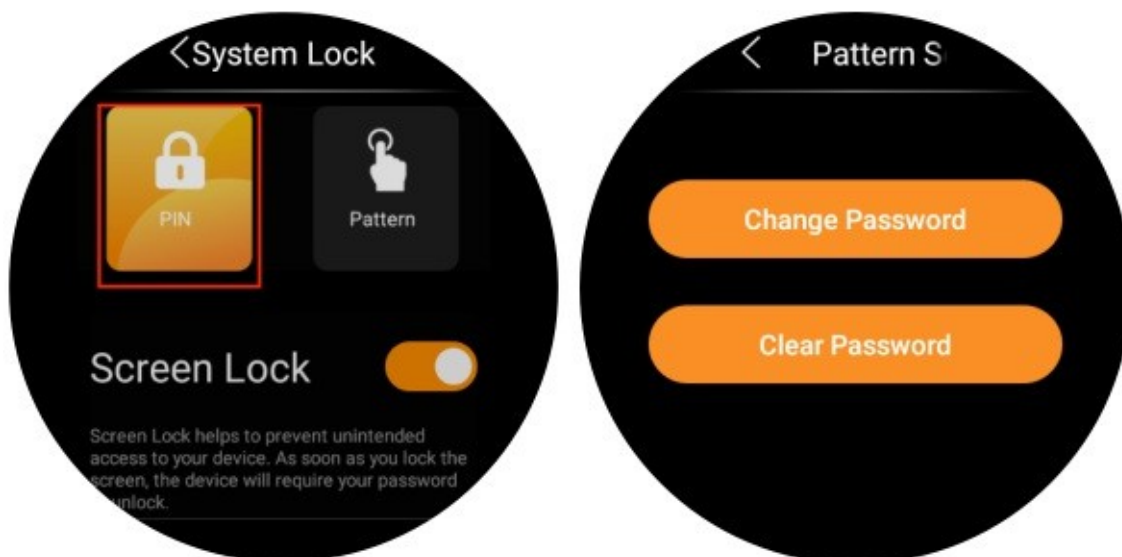 System Lock
PIN
Pattern
Screen Lock
Screen Lock helps to prevent unintended
access to your device. As soon as you lock the
screen, the device will require your password
unlock.
Pattern S
Change Password
Clear Password